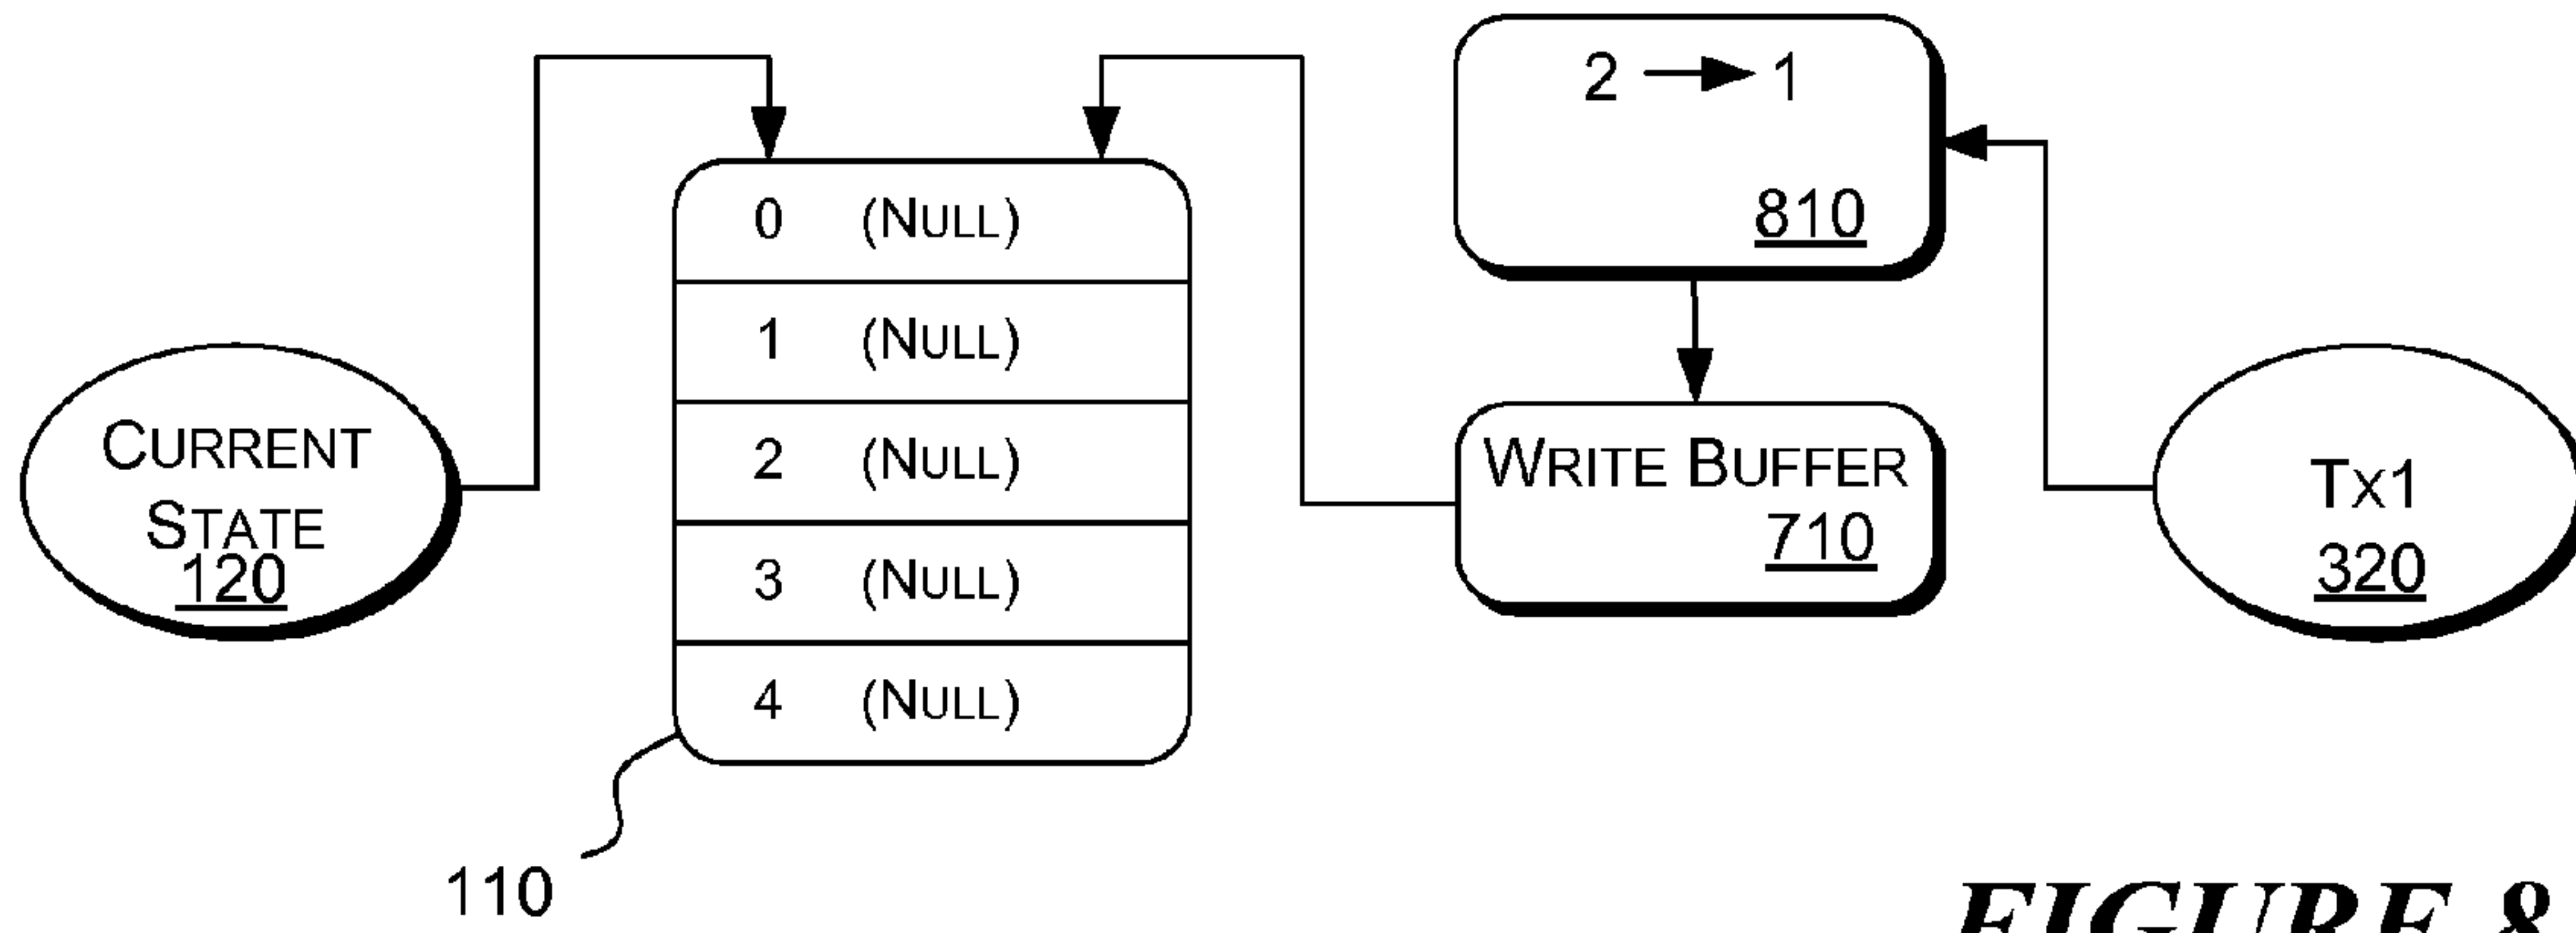 2 → 1
810
0 (NULL)
1 (NULL)
2 (NULL)
3 (NULL)
4 (NULL)
CURRENT
STATE
120
WRITE BUFFER
710
TX1
320
110
FIGURE 8